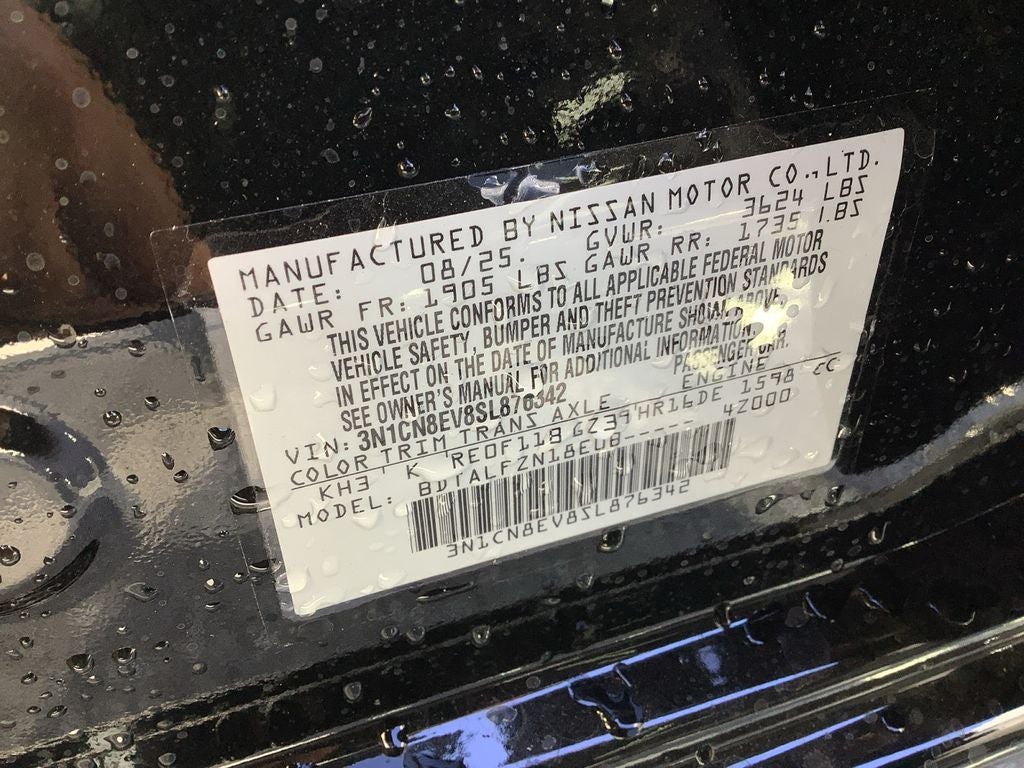 MANUFACTURED BY NISSAN MOTOR CO.,LTD.
DATE: 08/25. GVWR: 3624 LBS
GAWR FR: 1905 LBS GAWR RR: 1735 LBS
THIS VEHICLE CONFORMS TO ALL APPLICABLE FEDERAL MOTOR
VEHICLE SAFETY, BUMPER AND THEFT PREVENTION STANDARDS
IN EFFECT ON THE DATE OF MANUFACTURE SHOWN ABOVE.
SEE OWNER'S MANUAL FOR ADDITIONAL INFORMATION.
VIN: 3N1CN8EV8SL876342 PASSENGER CAR.
COLOR TRIM TRANS AXLE ENGINE
KH3 K RE0F11B GZ39 HR16DE 1598 CC
MODEL: BDTALFZN18EUB----- 4Z000
3N1CN8EV8SL876342